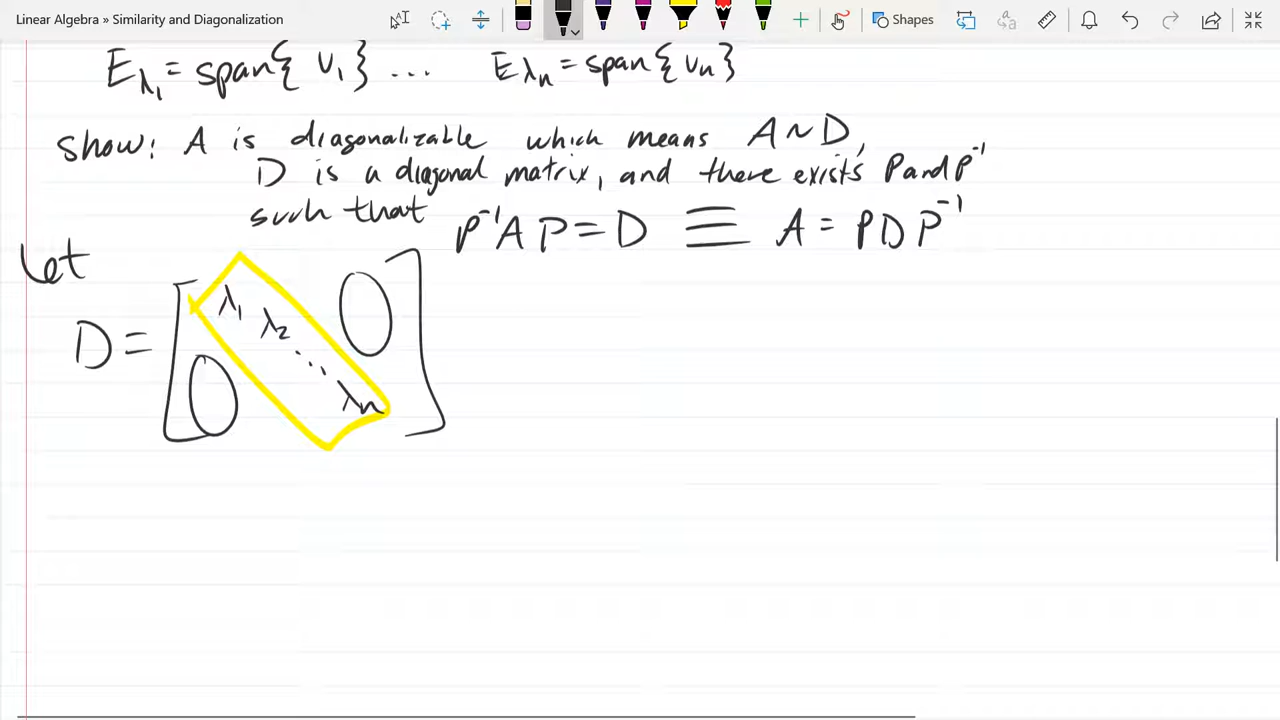 Linear Algebra » Similarity and Diagonalization
Shapes
Eλ₁ = span{ v₁ } ... Eλₙ = span{ vₙ }
Show: A is diagonalizable which means A~D,
D is a diagonal matrix, and there exists P and P⁻¹
such that P⁻¹AP = D ≡ A = PDP⁻¹
Let
D = [ λ₁ λ₂ ... λₙ 0 0 ]